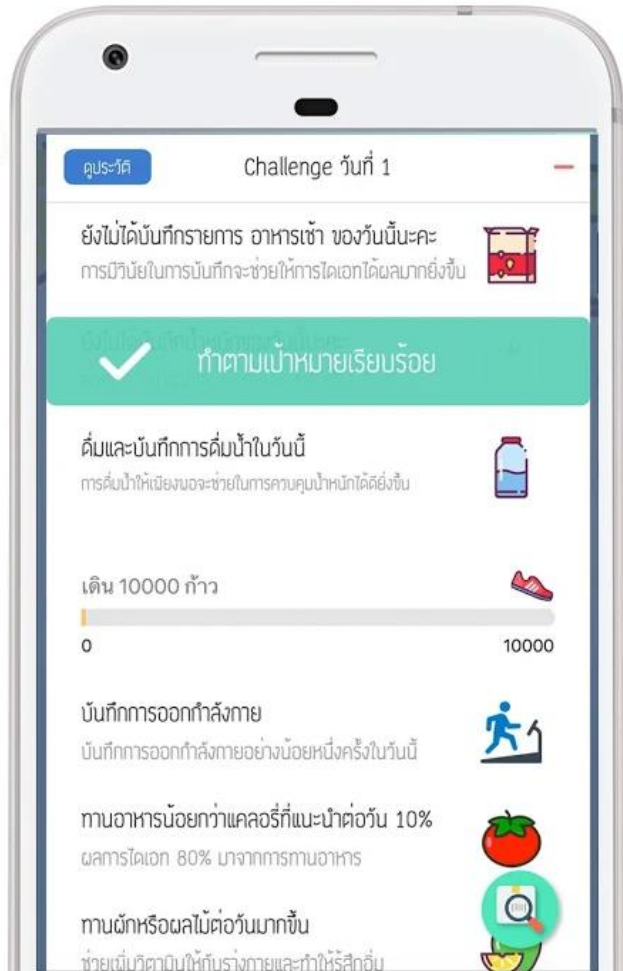 ดูประวัติ
Challenge วันที่ 1
ยังไม่ได้บันทึกรายการ อาหารเช้า ของวันนี้นะคะ
การมีวินัยในการบันทึกจะช่วยให้การไดเอทได้ผลมากยิ่งขึ้น
ทำตามเป้าหมายเรียบร้อย
ดื่มและบันทึกการดื่มน้ำในวันนี้
การดื่มน้ำให้เพียงพอจะช่วยในการควบคุมน้ำหนักได้ดียิ่งขึ้น
เดิน 10000 ก้าว
0
10000
บันทึกการออกกำลังกาย
บันทึกการออกกำลังกายอย่างน้อยหนึ่งครั้งในวันนี้
ทานอาหารน้อยกว่าแคลอรี่ที่แนะนำต่อวัน 10%
ผลการไดเอท 80% มาจากการทานอาหาร
ทานผักหรือผลไม้ต่อวันมากขึ้น
ช่วยเพิ่มวิตามินให้กับร่างกายและทำให้รู้สึกอิ่ม